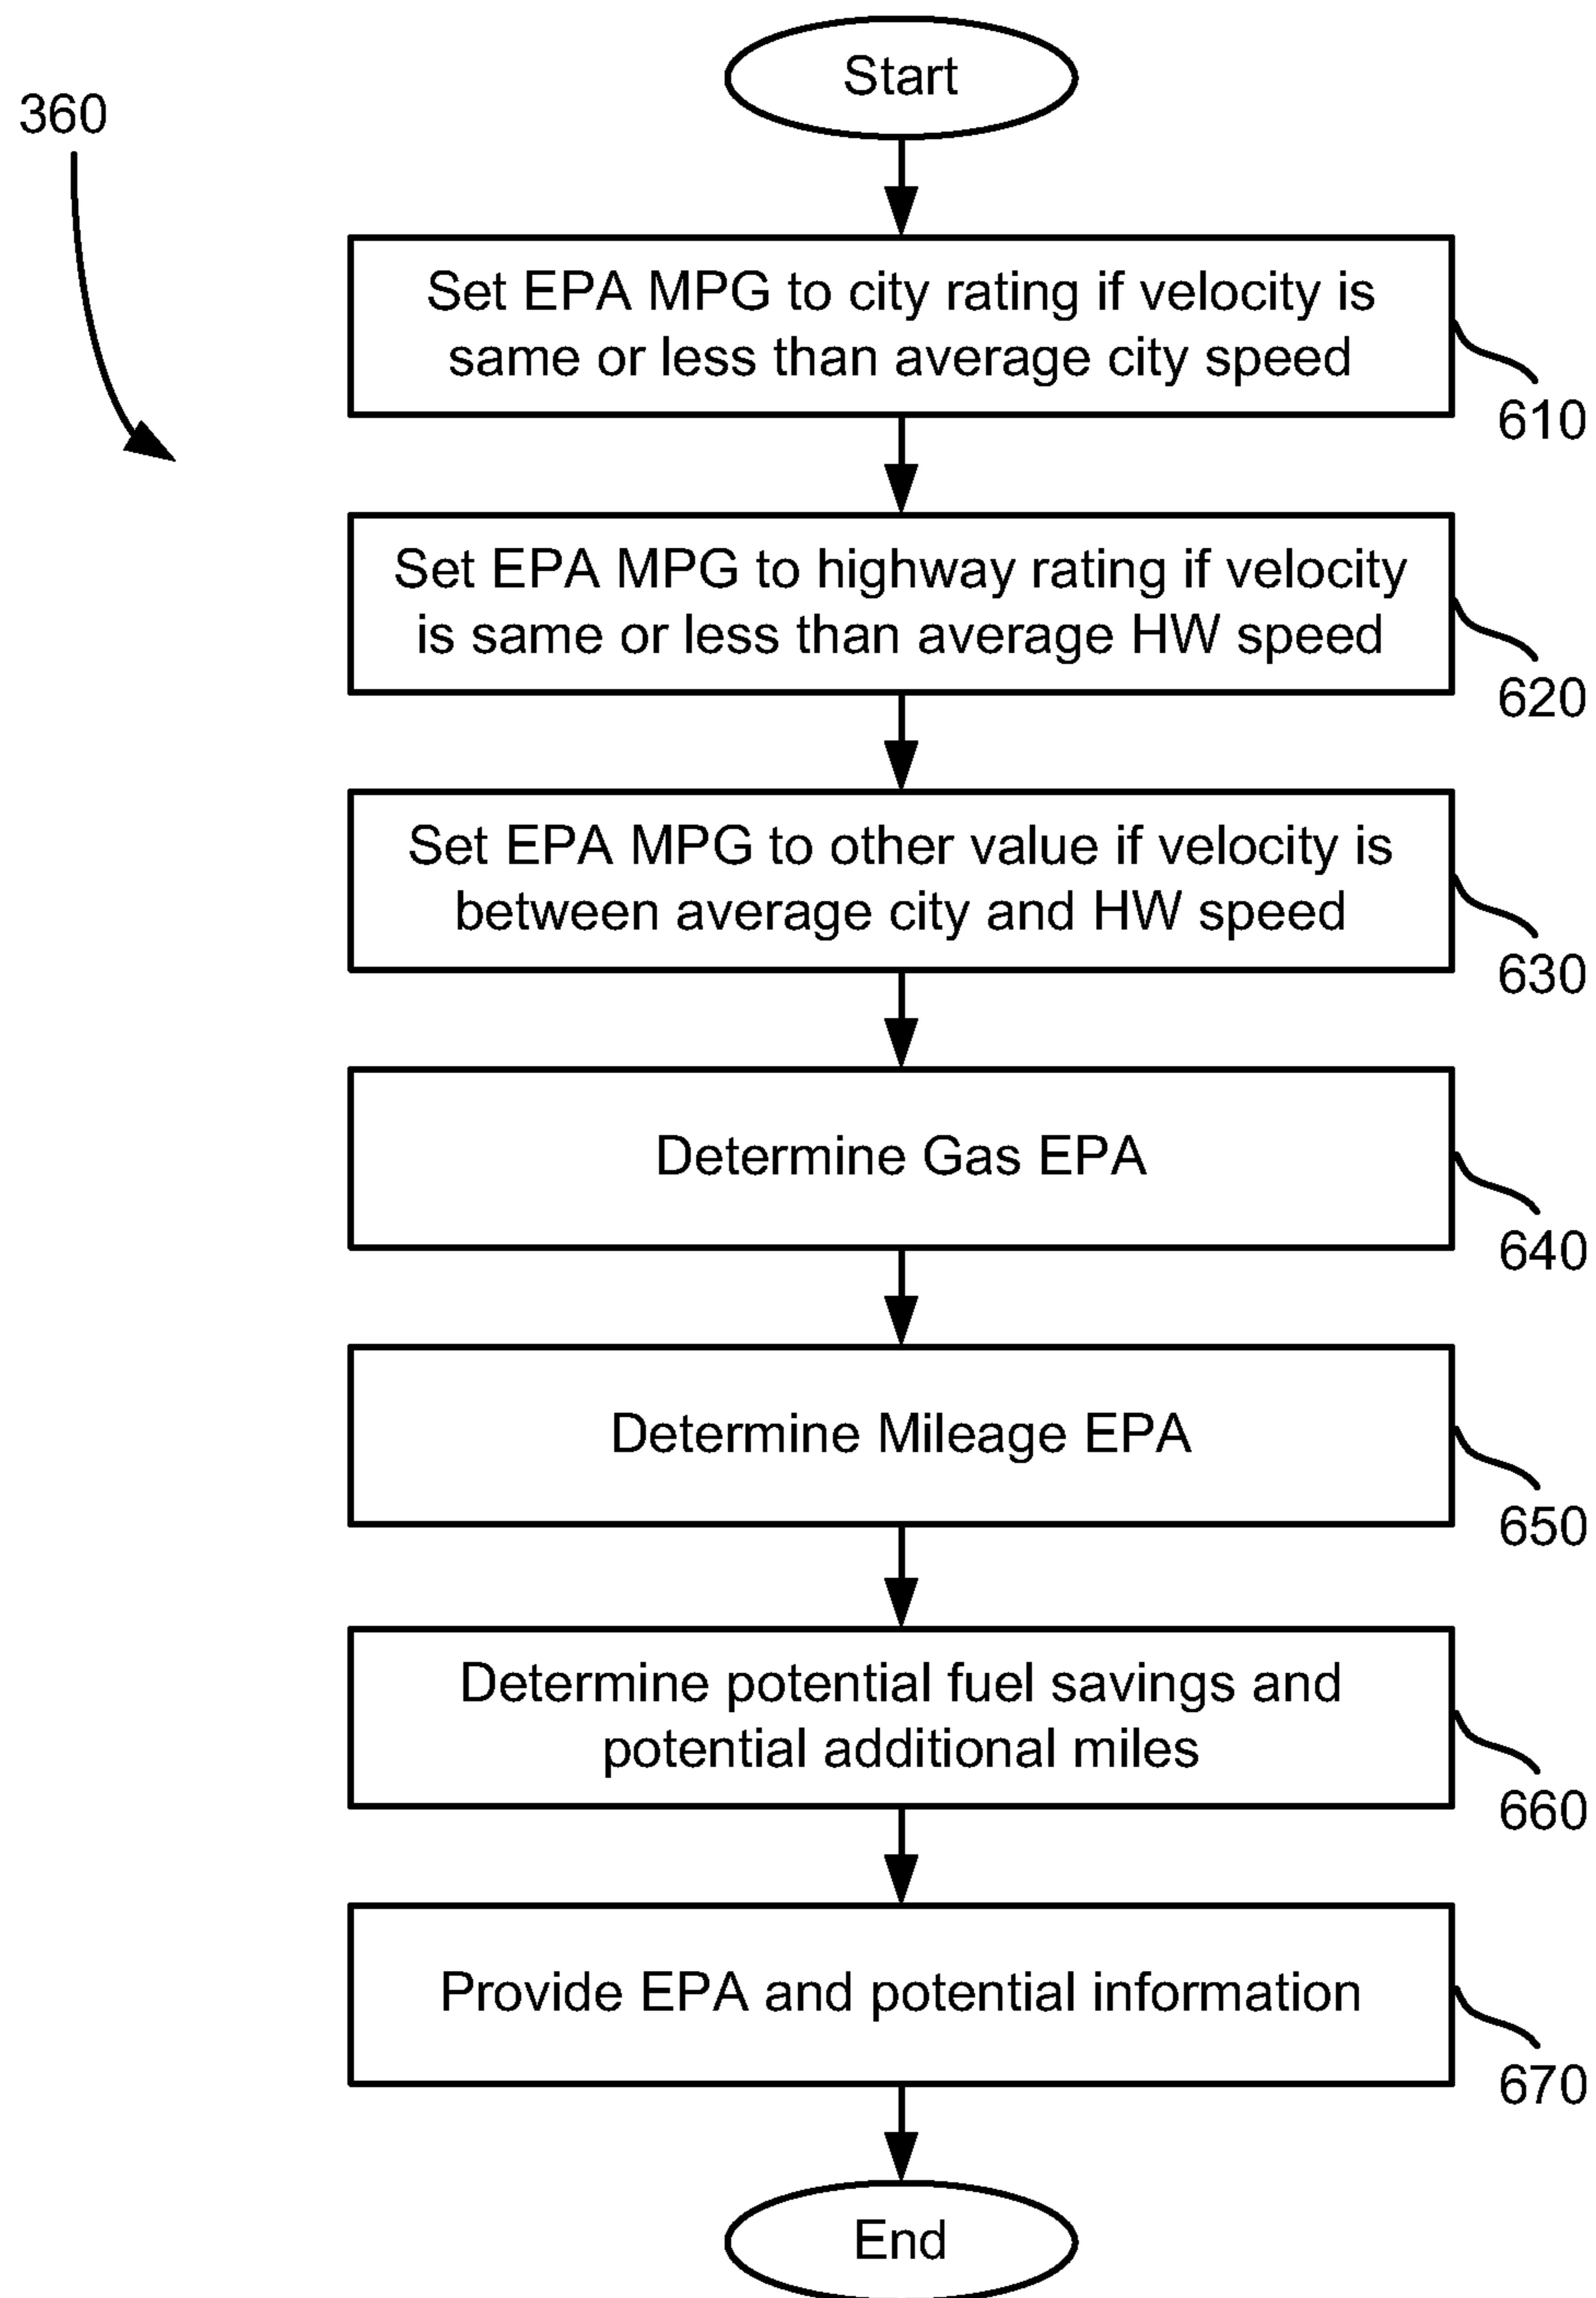 Start
360
Set EPA MPG to city rating if velocity is
same or less than average city speed
610
Set EPA MPG to highway rating if velocity
is same or less than average HW speed
620
Set EPA MPG to other value if velocity is
between average city and HW speed
630
Determine Gas EPA
640
Determine Mileage EPA
650
Determine potential fuel savings and
potential additional miles
660
Provide EPA and potential information
670
End